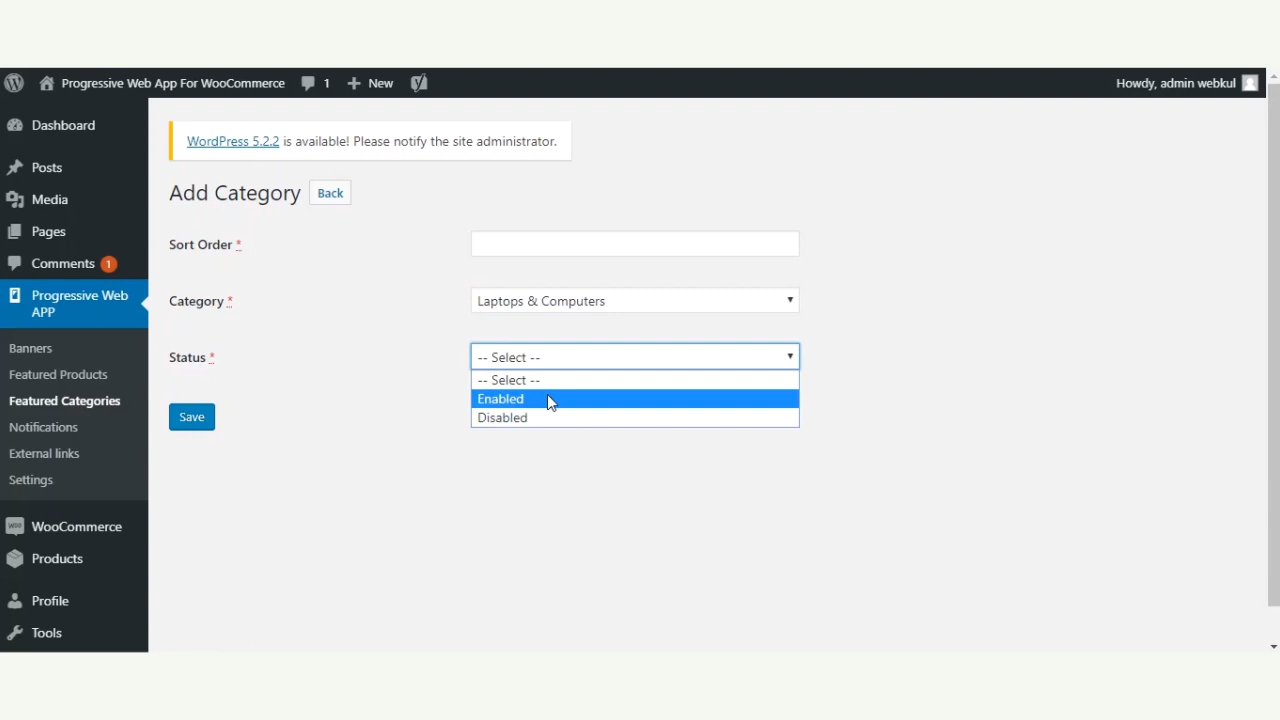 Progressive Web App For WooCommerce 1 New Howdy, admin webkul
Dashboard
Posts
Media
Pages
Comments 1
Progressive Web
APP
Banners
Featured Products
Featured Categories
Notifications
External links
Settings
WooCommerce
Products
Profile
Tools
WordPress 5.2.2 is available! Please notify the site administrator.
Add Category Back
Sort Order *
Category * Laptops & Computers
Status * -- Select --
-- Select --
Enabled
Disabled
Save